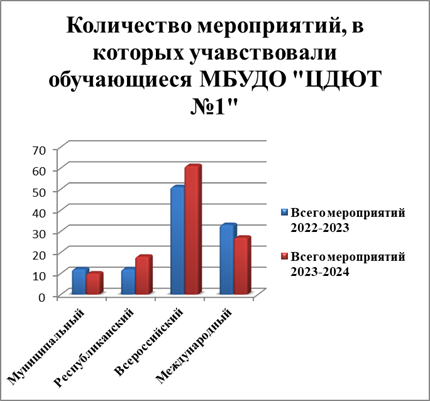 Количество мероприятий, в
которых учавствовали
обучающиеся МБУДО "ЦДЮТ
№1"
70
60
50
40
30
20
10
0
Муниципальный
Республиканский
Всероссийский
Международный
Всего мероприятий
2022-2023
Всего мероприятий
2023-2024